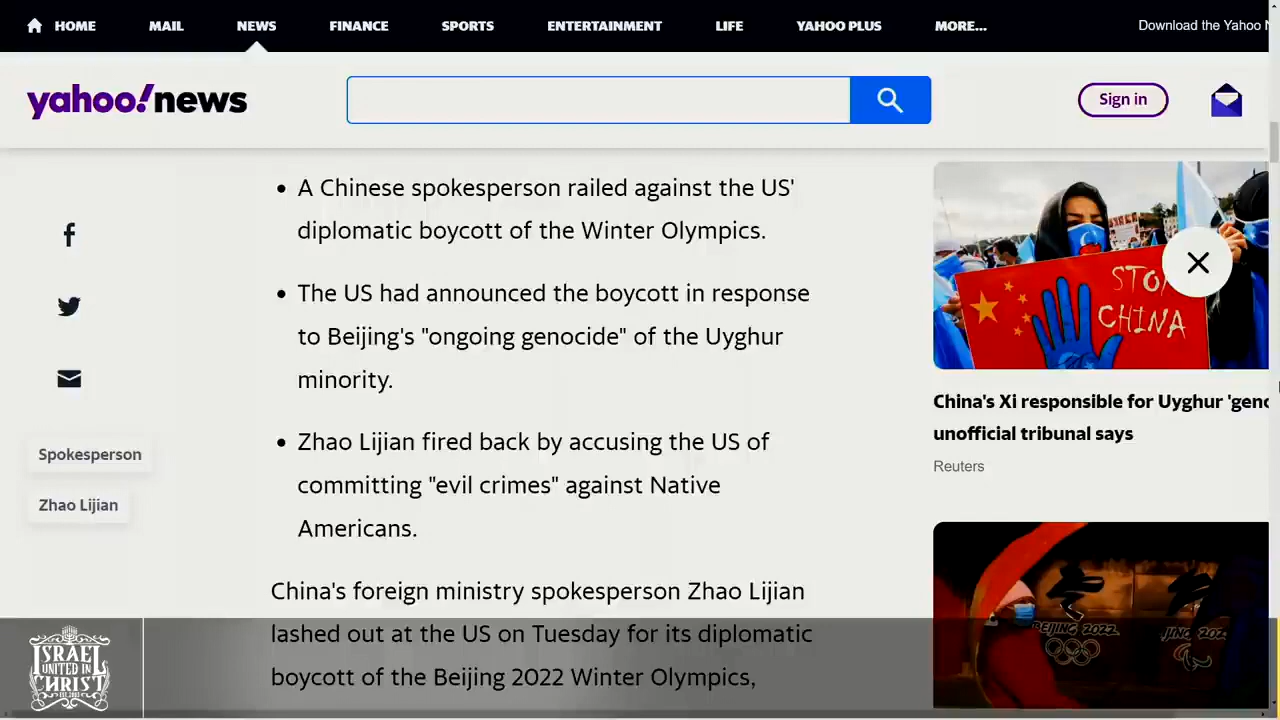 HOME MAIL NEWS FINANCE SPORTS ENTERTAINMENT LIFE YAHOO PLUS MORE...
Download the Yahoo
yahoo!news
Sign in
A Chinese spokesperson railed against the US'
diplomatic boycott of the Winter Olympics.
The US had announced the boycott in response
to Beijing's "ongoing genocide" of the Uyghur
minority.
Zhao Lijian fired back by accusing the US of
committing "evil crimes" against Native
Americans.
China's foreign ministry spokesperson Zhao Lijian
lashed out at the US on Tuesday for its diplomatic
boycott of the Beijing 2022 Winter Olympics,
Spokesperson
Zhao Lijian
STOP
CHINA
China's Xi responsible for Uyghur 'geno
unofficial tribunal says
Reuters
BEIJING 2022
JING 202
ISRAEL
UNITED IN
CHRIST